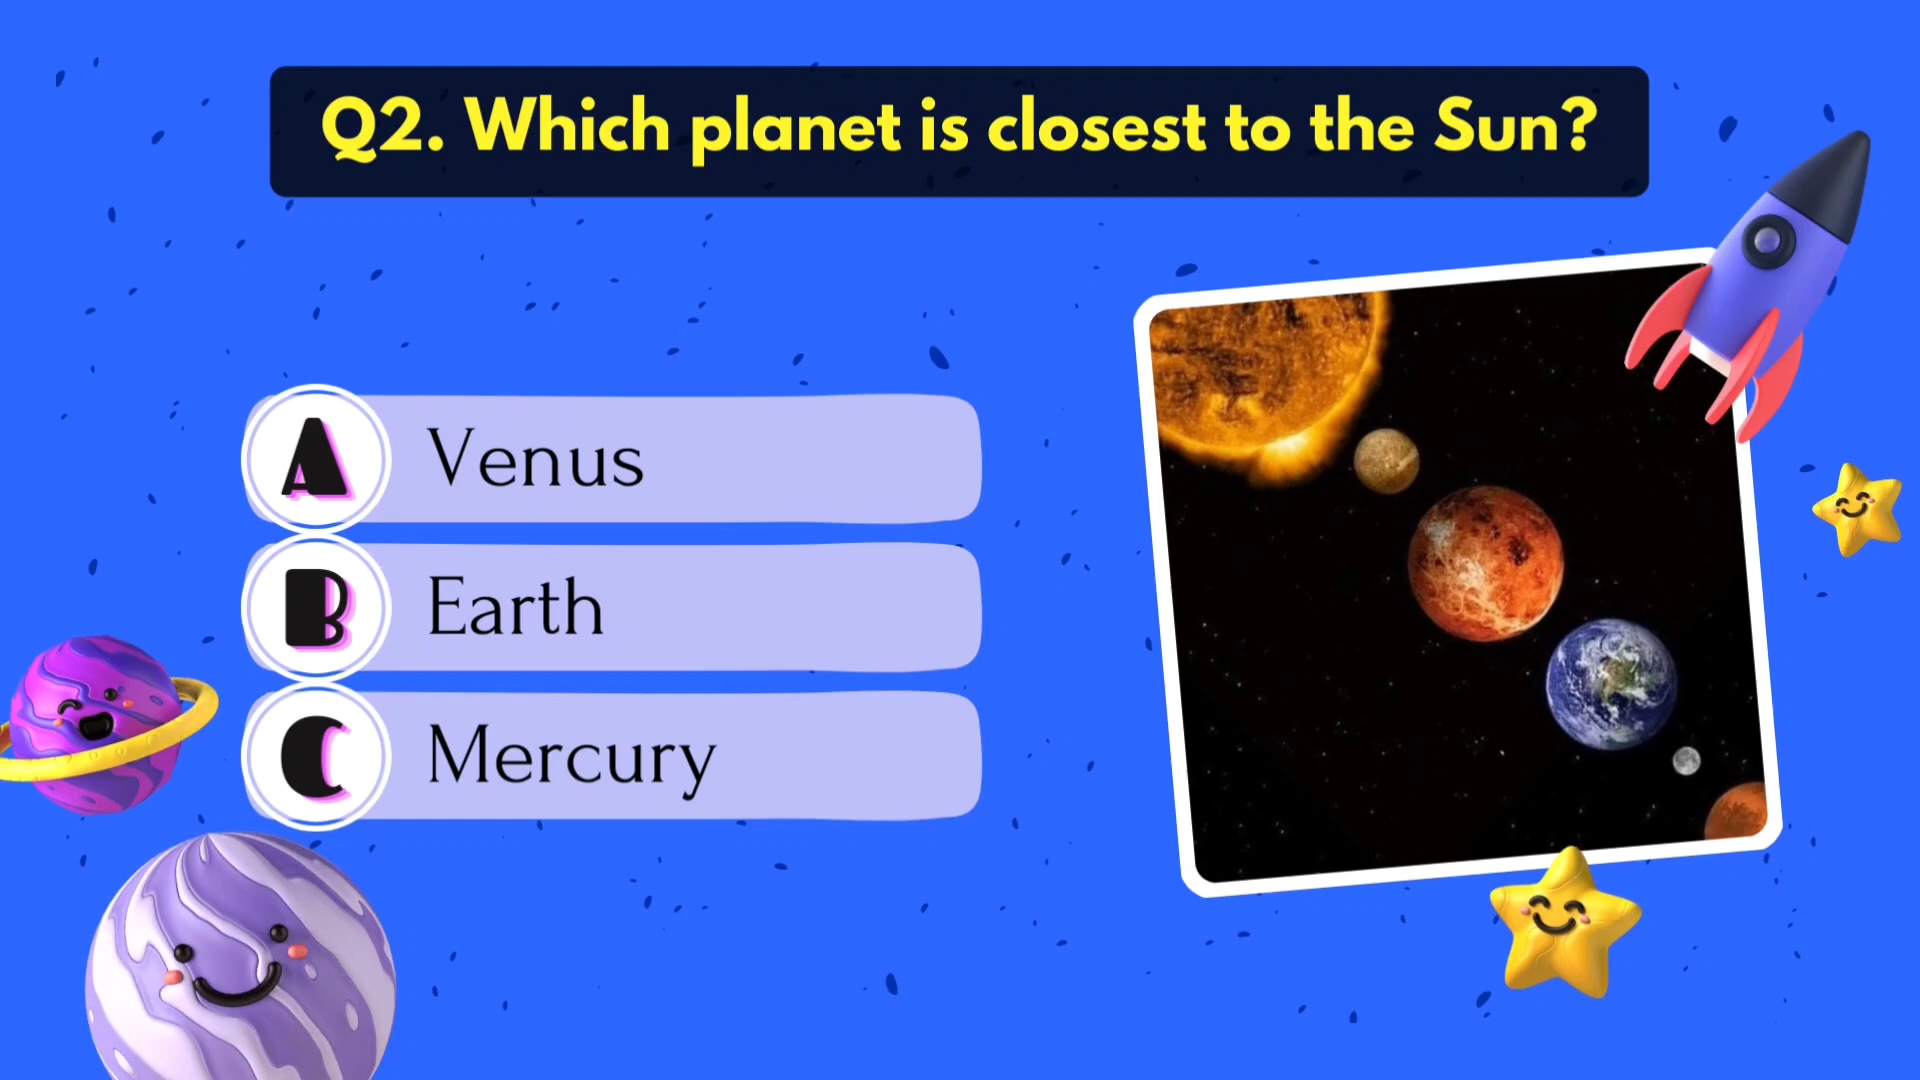 Q2. Which planet is closest to the Sun?
A Venus
B Earth
C Mercury